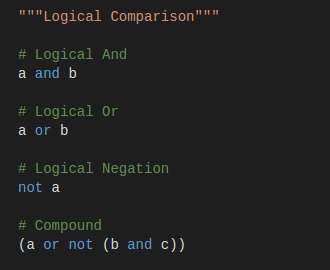 """Logical Comparison"""
# Logical And
a and b
# Logical Or
a or b
# Logical Negation
not a
# Compound
(a or not (b and c))